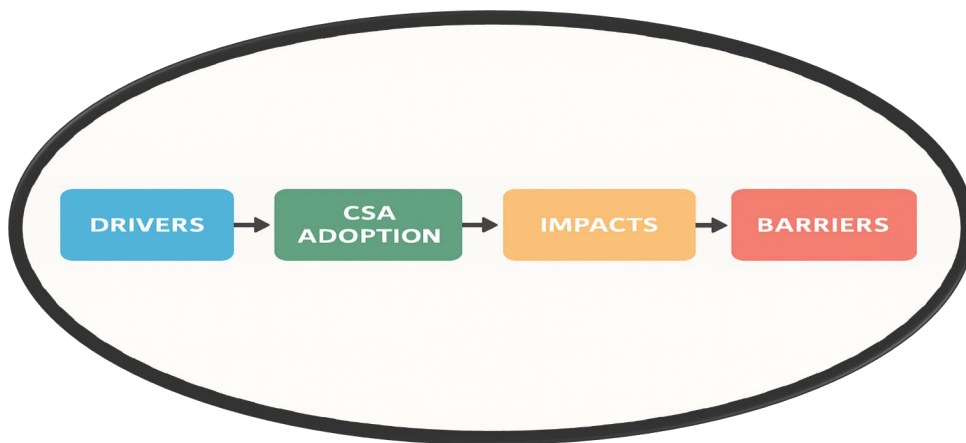 DRIVERS
CSA
ADOPTION
IMPACTS
BARRIERS